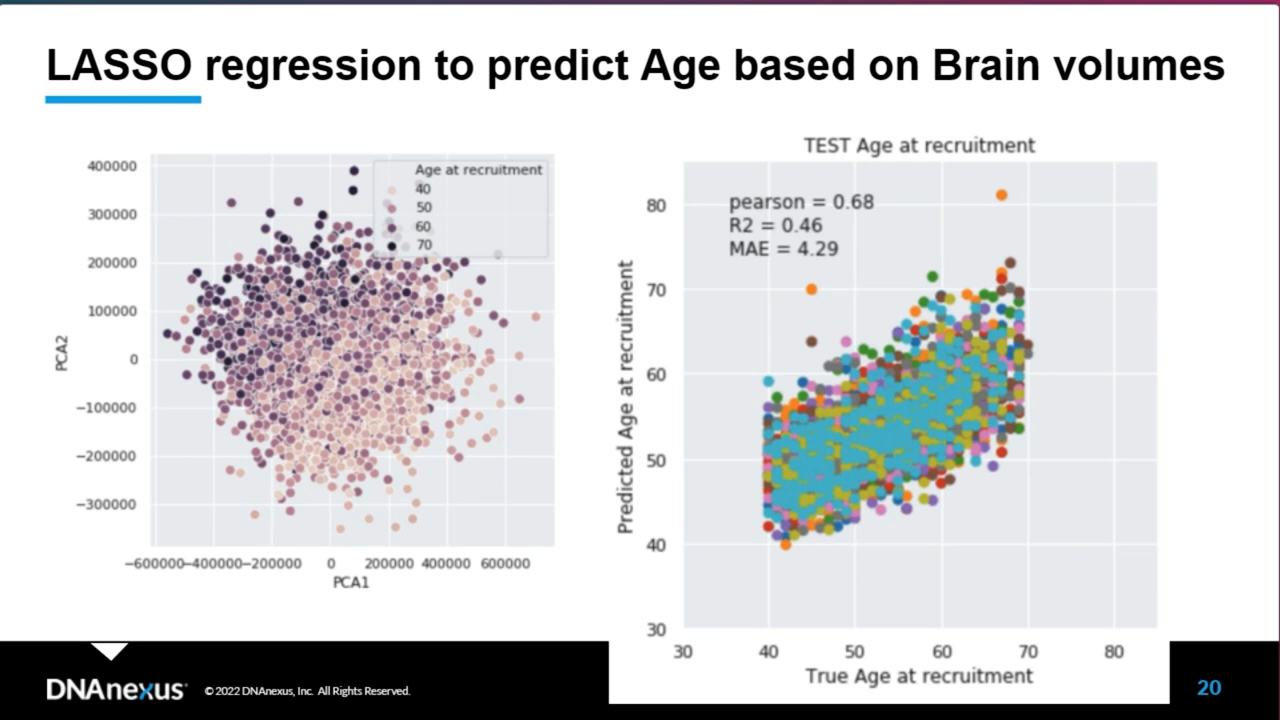 LASSO regression to predict Age based on Brain volumes
400000
300000
200000
100000
0
−100000
−200000
−300000
PCA2
Age at recruitment
40
50
60
70
−600000−400000−200000 0 200000 400000 600000
PCA1
TEST Age at recruitment
pearson = 0.68
R2 = 0.46
MAE = 4.29
80
70
60
50
40
30
Predicted Age at recruitment
30 40 50 60 70 80
True Age at recruitment
DNAnexus
© 2022 DNAnexus, Inc. All Rights Reserved.
20